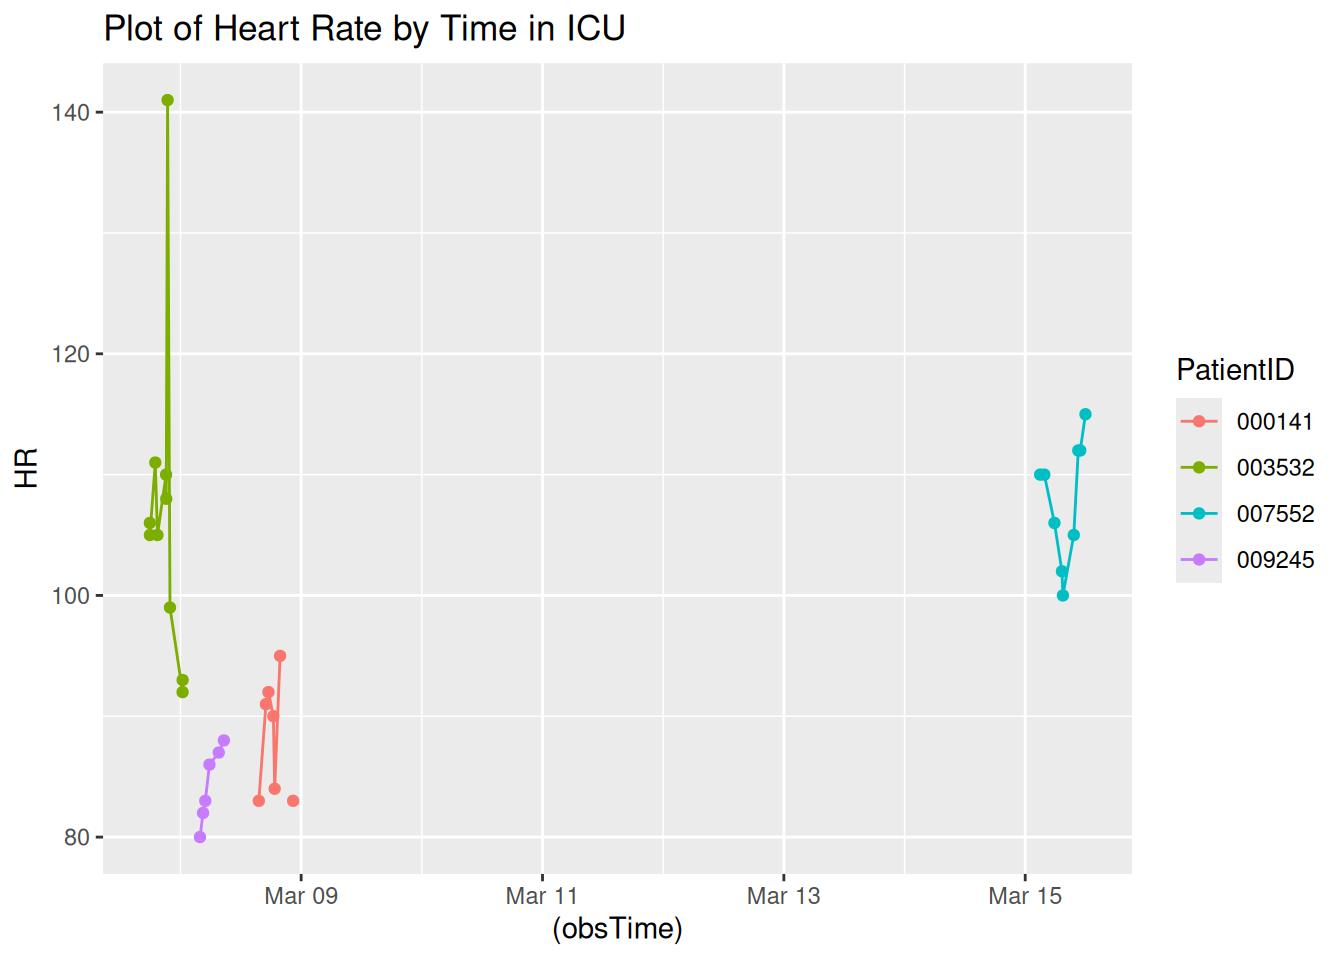 Plot of Heart Rate by Time in ICU
140
120
100
80
HR
Mar 09
Mar 11
Mar 13
Mar 15
(obsTime)
PatientID
000141
003532
007552
009245